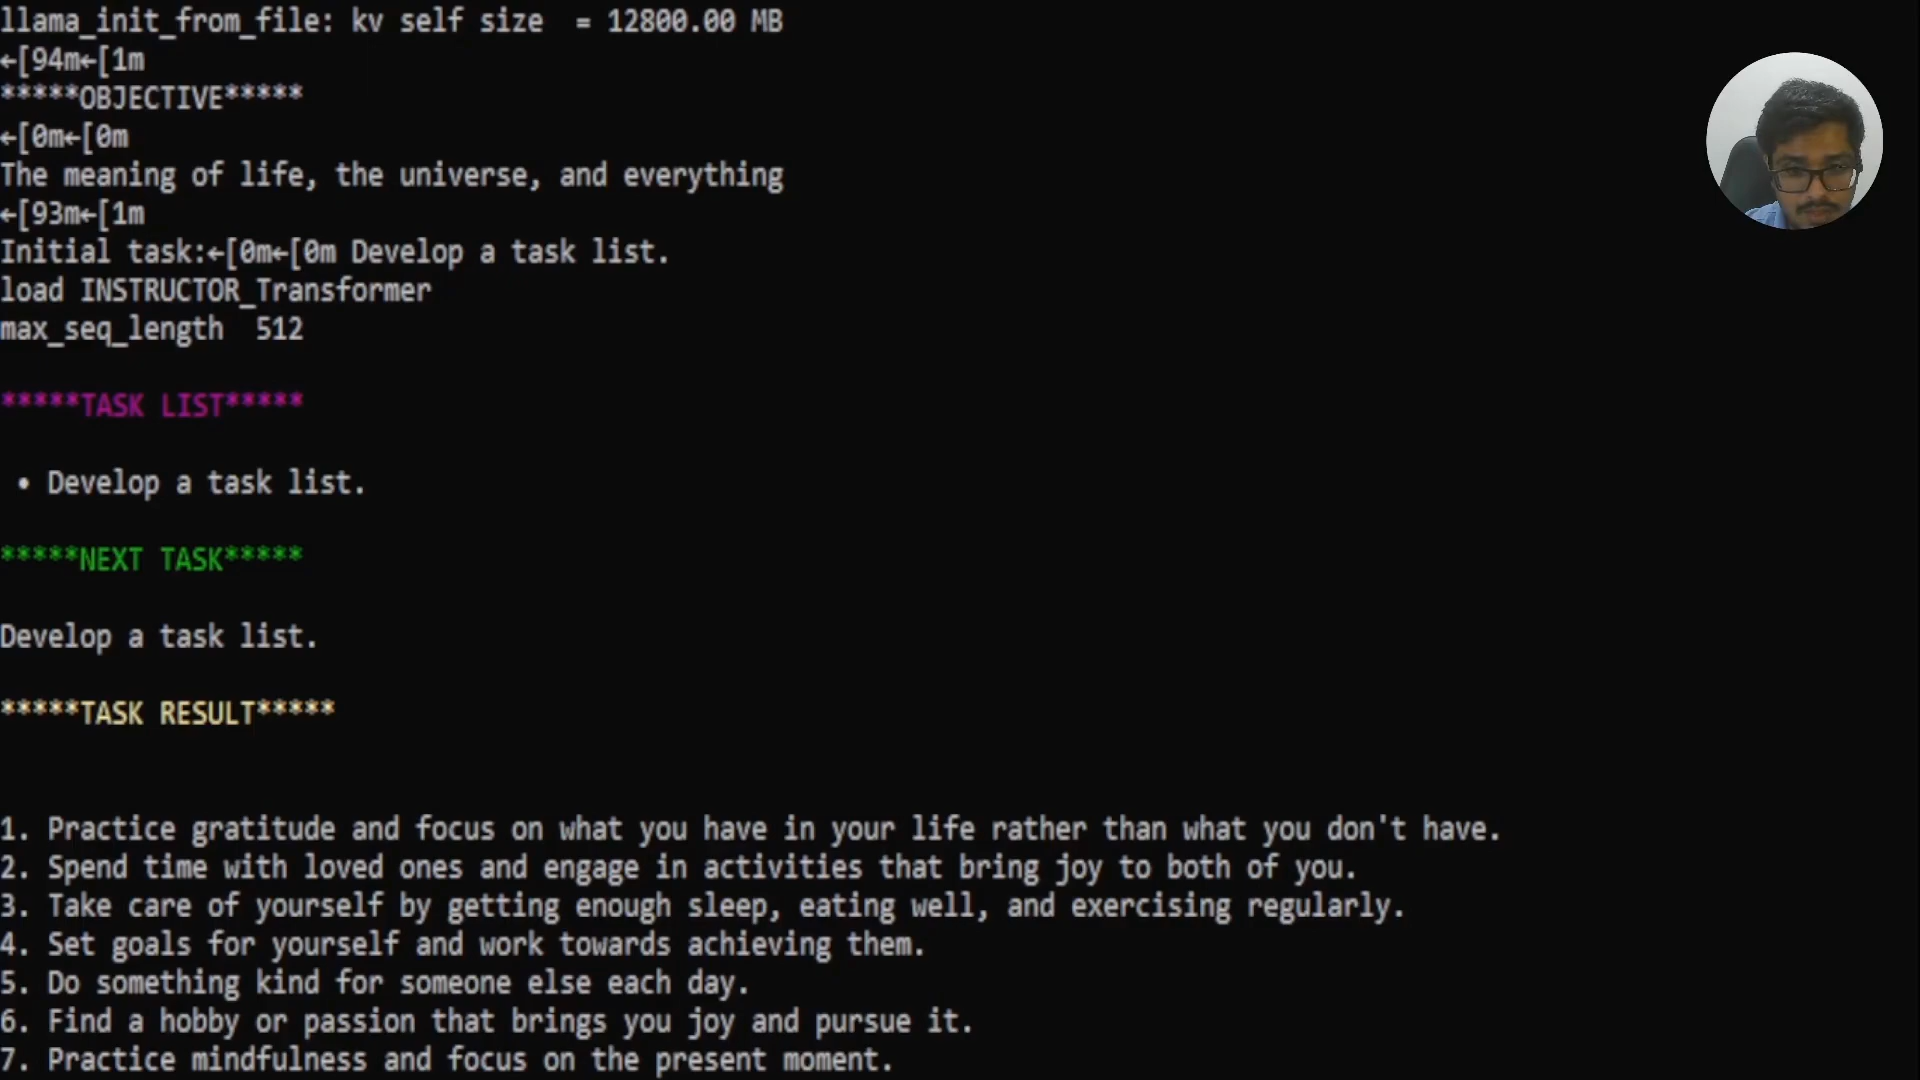 llama_init_from_file: kv self size  = 12800.00 MB
←[94m←[1m
*****OBJECTIVE*****
←[0m←[0m
The meaning of life, the universe, and everything
←[93m←[1m
Initial task:←[0m←[0m Develop a task list.
load INSTRUCTOR_Transformer
max_seq_length  512
*****TASK LIST*****
• Develop a task list.
*****NEXT TASK*****
Develop a task list.
*****TASK RESULT*****
1. Practice gratitude and focus on what you have in your life rather than what you don't have.
2. Spend time with loved ones and engage in activities that bring joy to both of you.
3. Take care of yourself by getting enough sleep, eating well, and exercising regularly.
4. Set goals for yourself and work towards achieving them.
5. Do something kind for someone else each day.
6. Find a hobby or passion that brings you joy and pursue it.
7. Practice mindfulness and focus on the present moment.